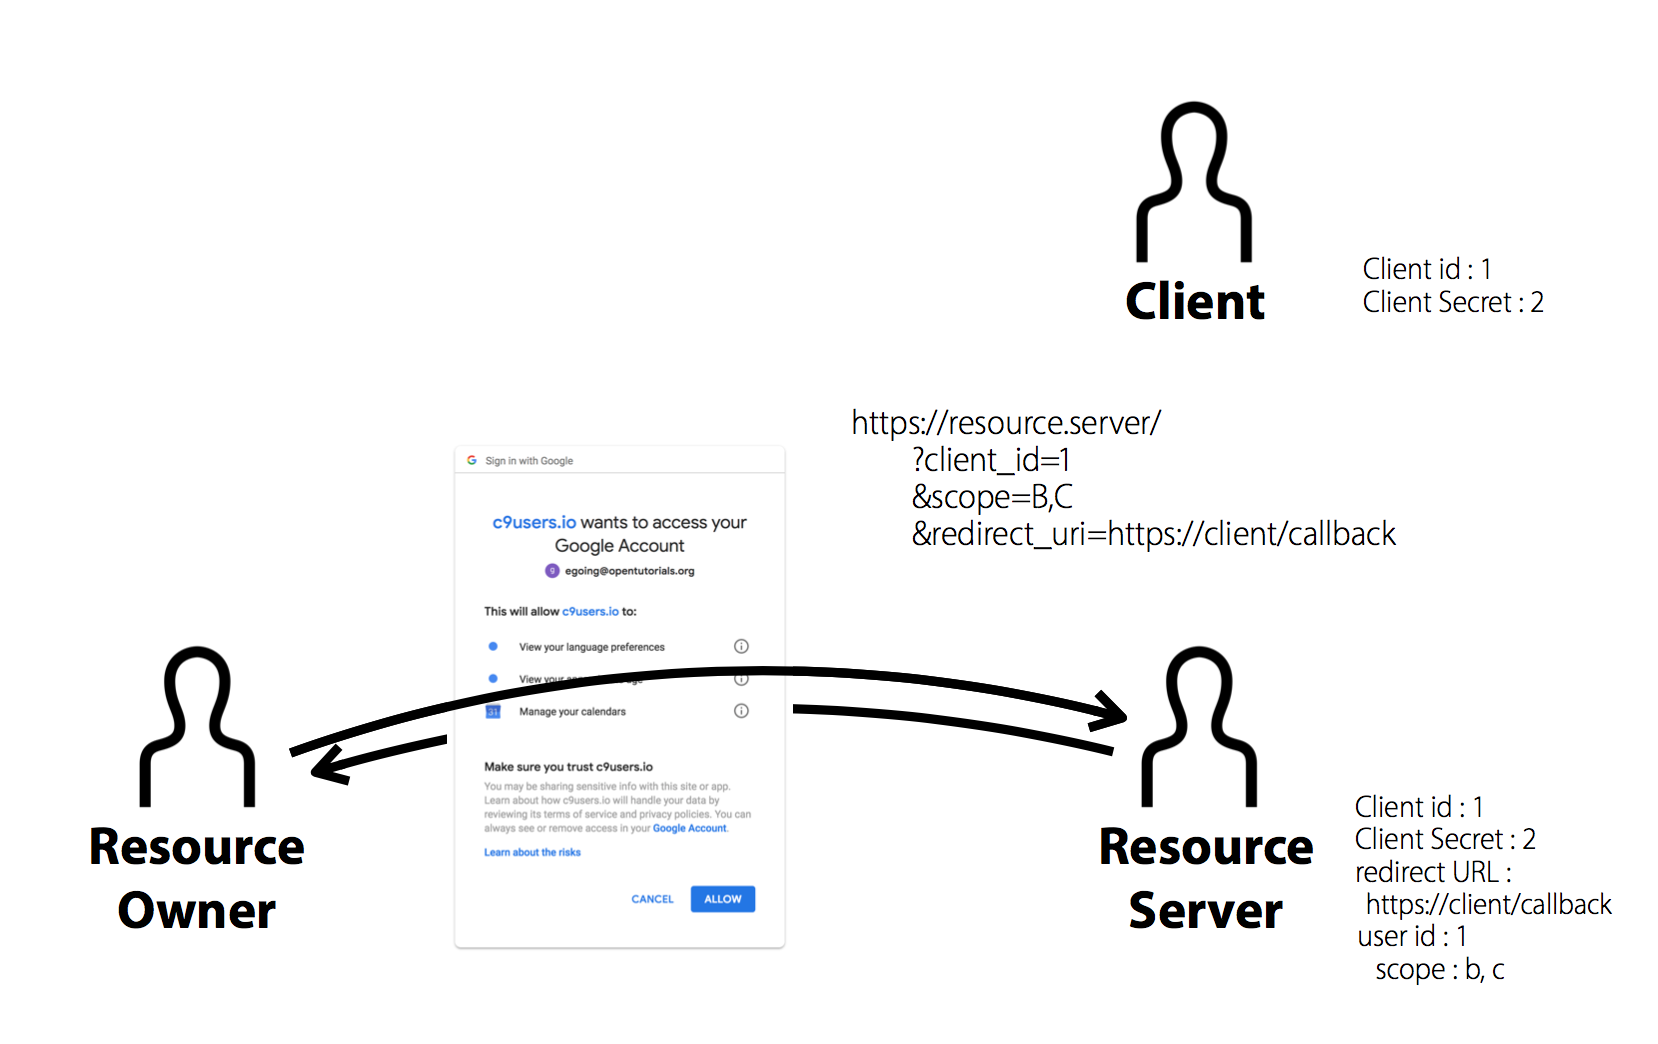 Client
Client id : 1
Client Secret : 2
https://resource.server/
?client_id=1
&scope=B,C
&redirect_uri=https://client/callback
G Sign in with Google
c9users.io wants to access your
Google Account
g egoing@opentutorials.org
This will allow c9users.io to:
View your language preferences
View your
Manage your calendars
Make sure you trust c9users.io
You may be sharing sensitive info with this site or app.
Learn about how c9users.io will handle your data by
reviewing its terms of service and privacy policies. You can
always see or remove access in your Google Account.
Learn about the risks
CANCEL
ALLOW
Resource
Owner
Resource
Server
Client id : 1
Client Secret : 2
redirect URL :
https://client/callback
user id : 1
scope : b, c